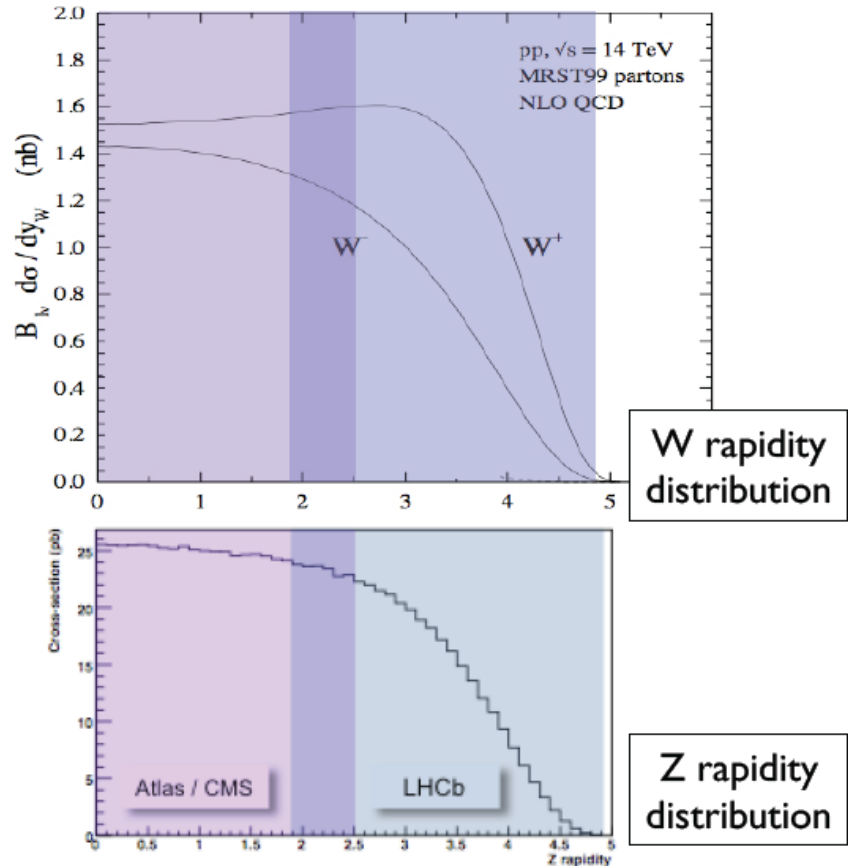 2.0
1.8
1.6
1.4
1.2
1.0
0.8
0.6
0.4
0.2
0.0
B_lν dσ / dy_W (nb)
pp, √s = 14 TeV
MRST99 partons
NLO QCD
W⁻
W⁺
0 1 2 3 4 5
W rapidity
distribution
Cross-section (pb)
25
20
15
10
5
0
Atlas / CMS
LHCb
0 0.5 1 1.5 2 2.5 3 3.5 4 4.5 5
Z rapidity
Z rapidity
distribution